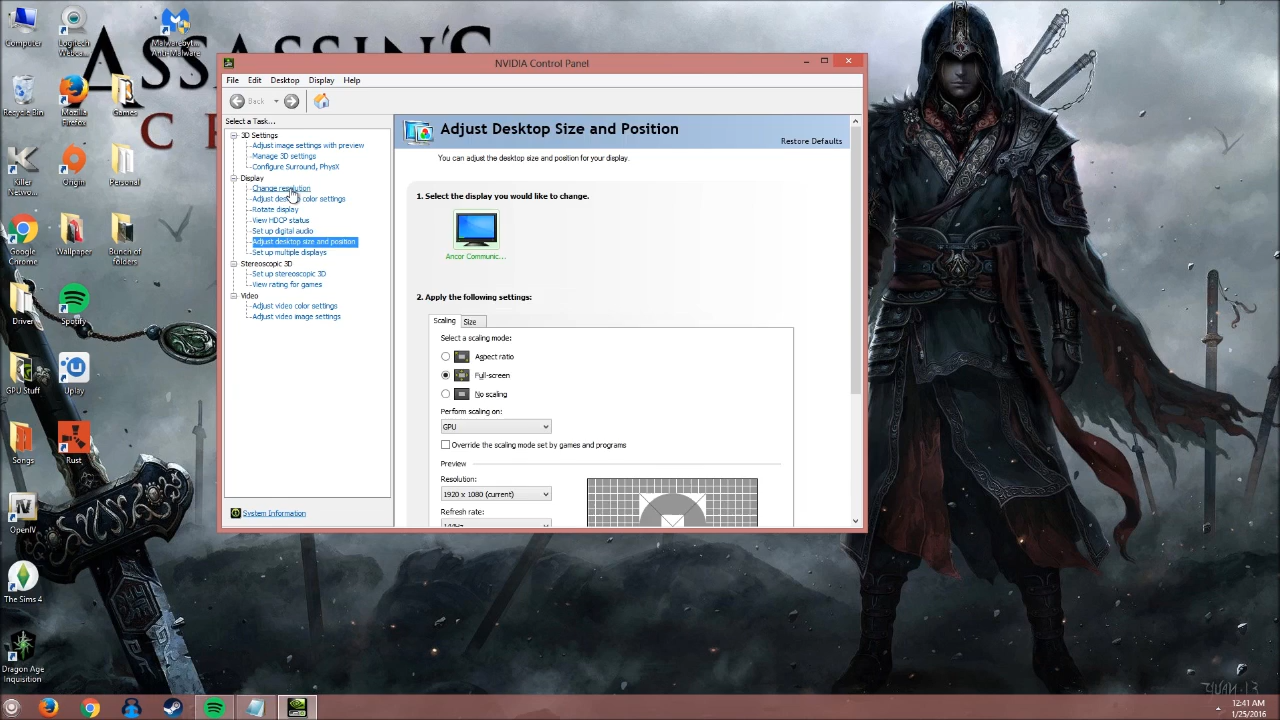 Computer
Logitech
Webca...
Malwareby...
Anti-Malware
ASSASSIN'S
C
Recycle Bin
Mozilla
Firefox
Games
Killer
Networ...
Origin
Personal
Google
Chrome
Wallpaper
Bunch of
folders
Driver
Spotify
GPU Stuff
Uplay
Songs
Rust
OpenIV
The Sims 4
Dragon Age
Inquisition
NVIDIA Control Panel
File Edit Desktop Display Help
Back
Select a Task...
3D Settings
Adjust image settings with preview
Manage 3D settings
Configure Surround, PhysX
Display
Change resolution
Adjust desktop color settings
Rotate display
View HDCP status
Set up digital audio
Adjust desktop size and position
Set up multiple displays
Stereoscopic 3D
Set up stereoscopic 3D
View rating for games
Video
Adjust video color settings
Adjust video image settings
System Information
Adjust Desktop Size and Position
Restore Defaults
You can adjust the desktop size and position for your display.
1. Select the display you would like to change.
Ancor Communic...
2. Apply the following settings:
Scaling Size
Select a scaling mode:
Aspect ratio
Full-screen
No scaling
Perform scaling on:
GPU
Override the scaling mode set by games and programs
Preview
Resolution:
1920 x 1080 (current)
Refresh rate:
144Hz
YUAN.13
12:41 AM
1/25/2016